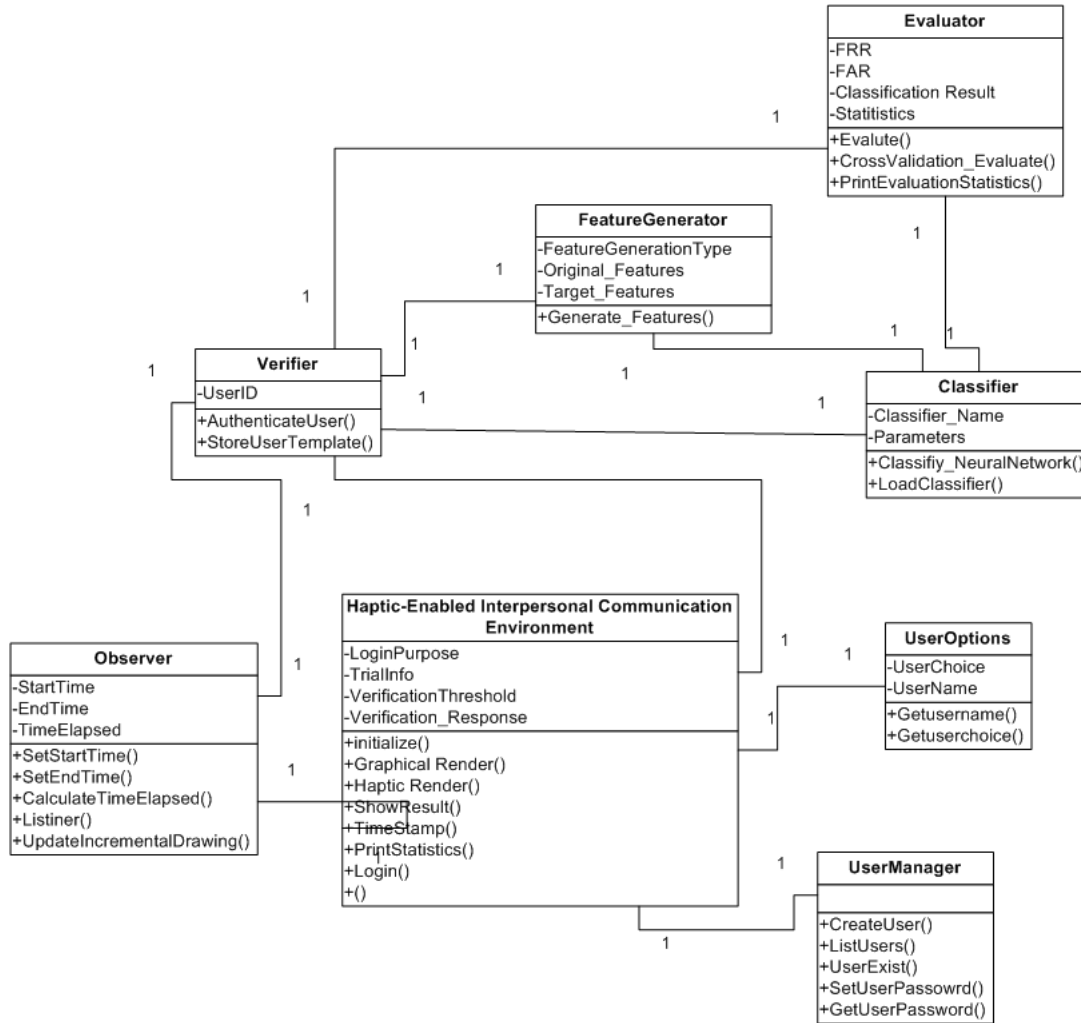 Evaluator
-FRR
-FAR
-Classification Result
-Statitistics
+Evalute()
+CrossValidation_Evaluate()
+PrintEvaluationStatistics()
1
1
1
1
FeatureGenerator
-FeatureGenerationType
-Original_Features
-Target_Features
+Generate_Features()
1
1
1
1
Verifier
-UserID
+AuthenticateUser()
+StoreUserTemplate()
1
1
1
1
Classifier
-Classifier_Name
-Parameters
+Classifiy_NeuralNetwork()
+LoadClassifier()
1
1
Haptic-Enabled Interpersonal Communication
Environment
-LoginPurpose
-TrialInfo
-VerificationThreshold
-Verification_Response
+initialize()
+Graphical Render()
+Haptic Render()
+ShowResult()
+TimeStamp()
+PrintStatistics()
+Login()
+()
Observer
-StartTime
-EndTime
-TimeElapsed
+SetStartTime()
+SetEndTime()
+CalculateTimeElapsed()
+Listiner()
+UpdateIncrementalDrawing()
1
1
1
1
UserOptions
-UserChoice
-UserName
+Getusername()
+Getuserchoice()
1
1
UserManager
+CreateUser()
+ListUsers()
+UserExist()
+SetUserPassowrd()
+GetUserPassword()